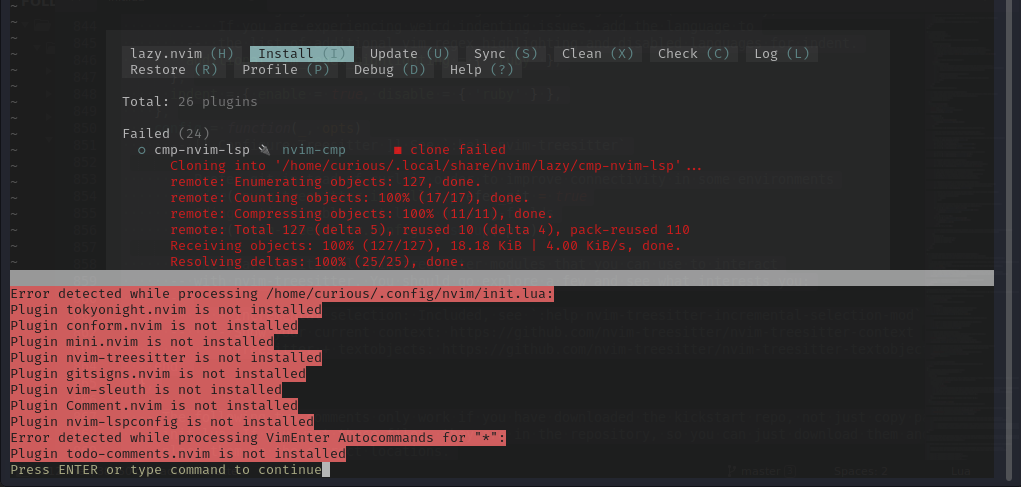 lazy.nvim (H) Install (I) Update (U) Sync (S) Clean (X) Check (C) Log (L)
Restore (R) Profile (P) Debug (D) Help (?)
Total: 26 plugins
Failed (24)
○ cmp-nvim-lsp nvim-cmp ■ clone failed
Cloning into '/home/curious/.local/share/nvim/lazy/cmp-nvim-lsp'...
remote: Enumerating objects: 127, done.
remote: Counting objects: 100% (17/17), done.
remote: Compressing objects: 100% (11/11), done.
remote: Total 127 (delta 5), reused 10 (delta 4), pack-reused 110
Receiving objects: 100% (127/127), 18.18 KiB | 4.00 KiB/s, done.
Resolving deltas: 100% (25/25), done.
Error detected while processing /home/curious/.config/nvim/init.lua:
Plugin tokyonight.nvim is not installed
Plugin conform.nvim is not installed
Plugin mini.nvim is not installed
Plugin nvim-treesitter is not installed
Plugin gitsigns.nvim is not installed
Plugin vim-sleuth is not installed
Plugin Comment.nvim is not installed
Plugin nvim-lspconfig is not installed
Error detected while processing VimEnter Autocommands for "*":
Plugin todo-comments.nvim is not installed
Press ENTER or type command to continue